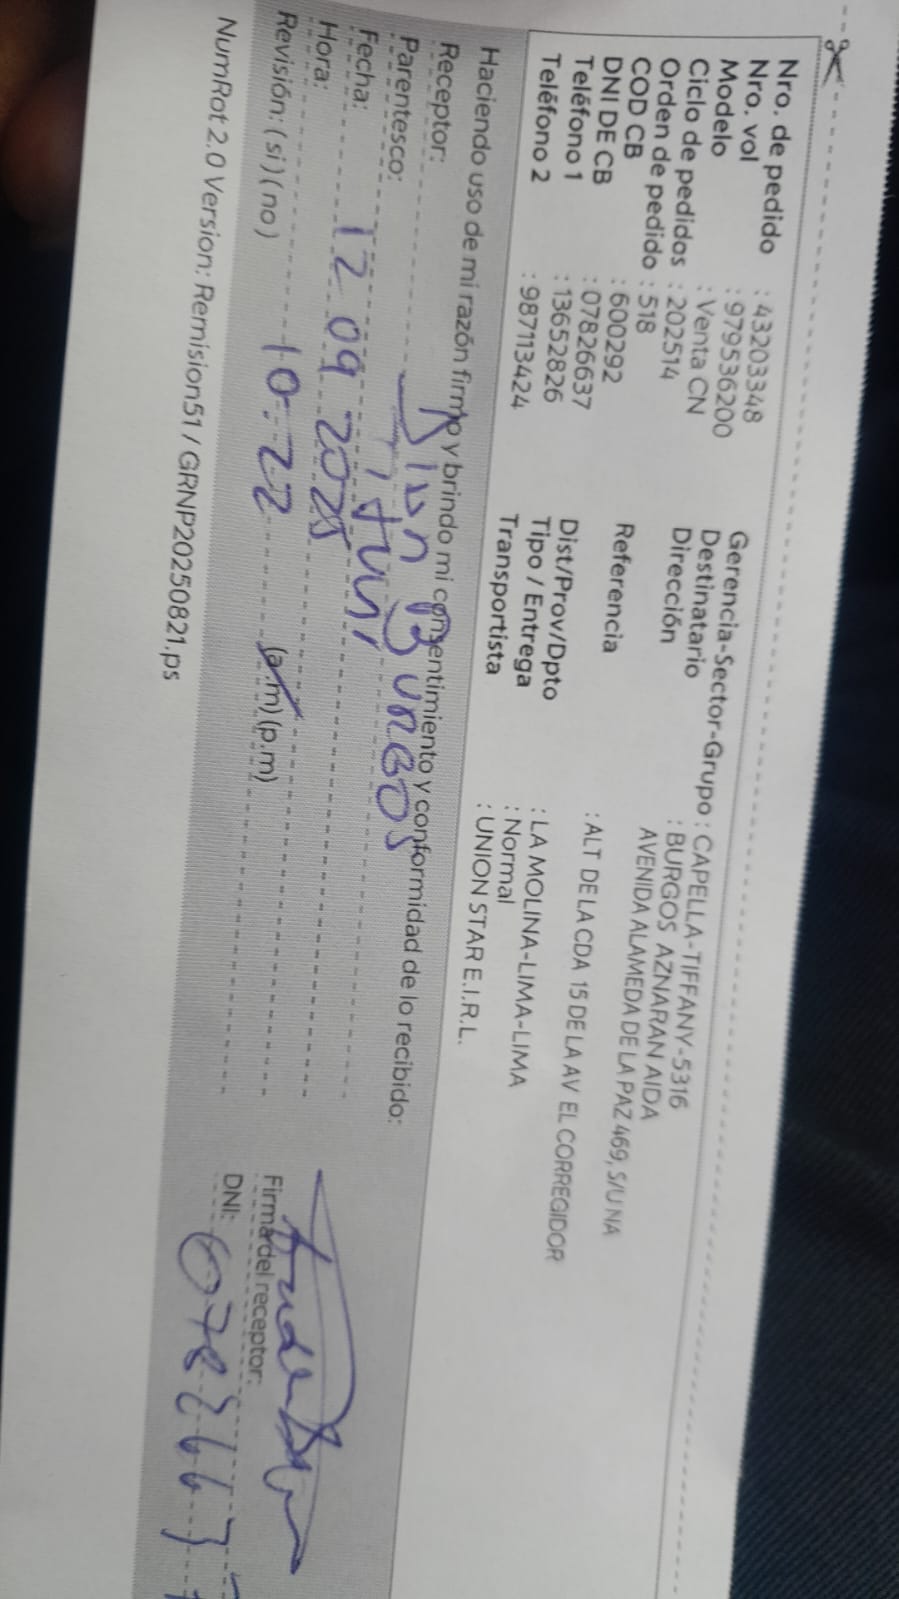 Nro. de pedido : 43203348
Nro. vol : 979536200
Modelo : Venta CN
Ciclo de pedidos : 202514
Orden de pedido : 518
COD CB : 600292
DNI DE CB : 07826637
Teléfono 1 : 13652826
Teléfono 2 : 987113424
Gerencia-Sector-Grupo : CAPELLA-TIFFANY-5316
Destinatario : BURGOS AZNARAN AIDA
Dirección AVENIDA ALAMEDA DE LA PAZ 469, S/U NA
Referencia : ALT DE LA CDA 15 DE LA AV EL CORREGIDOR
Dist/Prov/Dpto : LA MOLINA-LIMA-LIMA
Tipo / Entrega : Normal
Transportista : UNION STAR E.I.R.L.
Haciendo uso de mi razón firmo y brindo mi consentimiento y conformidad de lo recibido:
Receptor: Burgos
Parentesco:
Fecha: 12 09 2025
Hora: 10:22 (a.m) (p.m)
Revisión: (si) (no)
Firma del receptor:
DNI:
NumRot 2.0 Version: Remision51 / GRNP20250821.ps